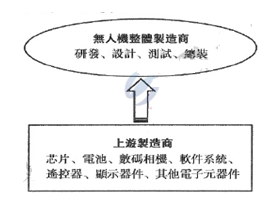 無人機整體製造商
研發、設計、測試、總裝
上遊製造商
芯片、電池、數碼相機、軟件系統、
遙控器、顯示器件、其他電子元器件